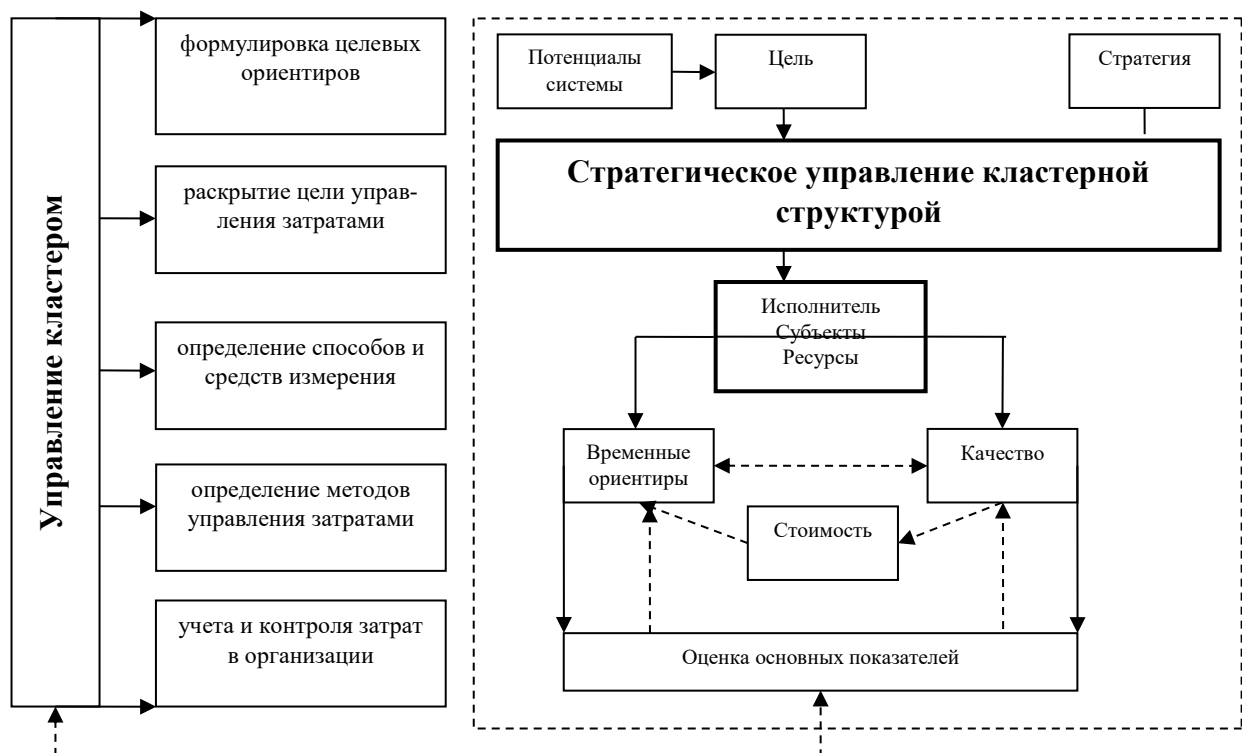 Управление кластером
формулировка целевых
ориентиров
раскрытие цели управ-
ления затратами
определение способов и
средств измерения
определение методов
управления затратами
учета и контроля затрат
в организации
Потенциалы
системы
Цель
Стратегия
Стратегическое управление кластерной
структурой
Исполнитель
Субъекты
Ресурсы
Временные
ориентиры
Качество
Стоимость
Оценка основных показателей